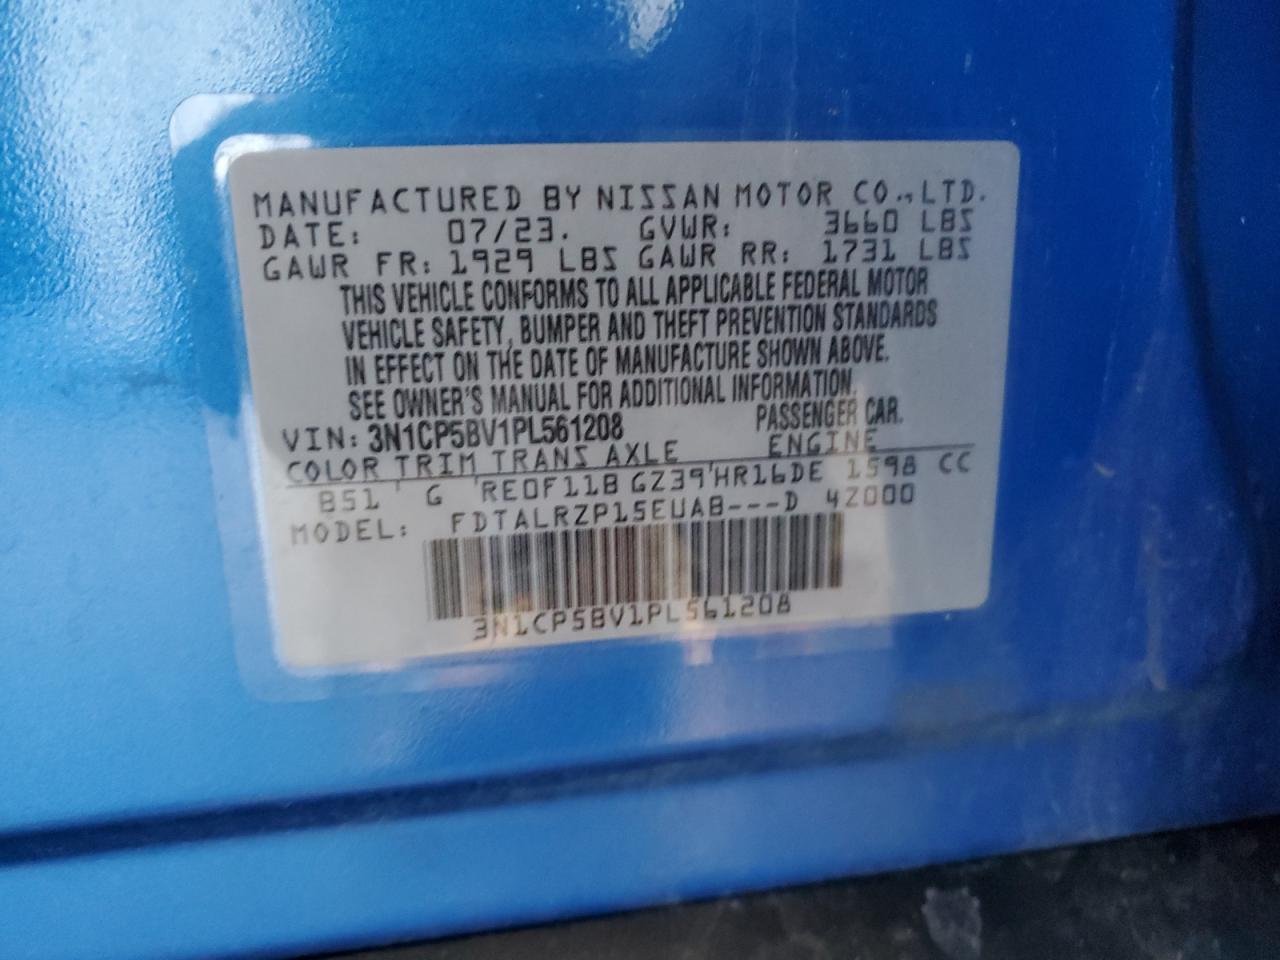 MANUFACTURED BY NISSAN MOTOR CO., LTD.
DATE: 07/23. GVWR: 3660 LBS
GAWR FR: 1929 LBS GAWR RR: 1731 LBS
THIS VEHICLE CONFORMS TO ALL APPLICABLE FEDERAL MOTOR
VEHICLE SAFETY, BUMPER AND THEFT PREVENTION STANDARDS
IN EFFECT ON THE DATE OF MANUFACTURE SHOWN ABOVE.
SEE OWNER'S MANUAL FOR ADDITIONAL INFORMATION.
VIN: 3N1CP5BV1PL561208 PASSENGER CAR.
COLOR TRIM TRANS AXLE ENGINE
B51 ' G 'RE0F11B GZ39'HR16DE 1598 CC
MODEL: FDTALRZP15EUAB---D 4Z000
3N1CP5BV1PL561208